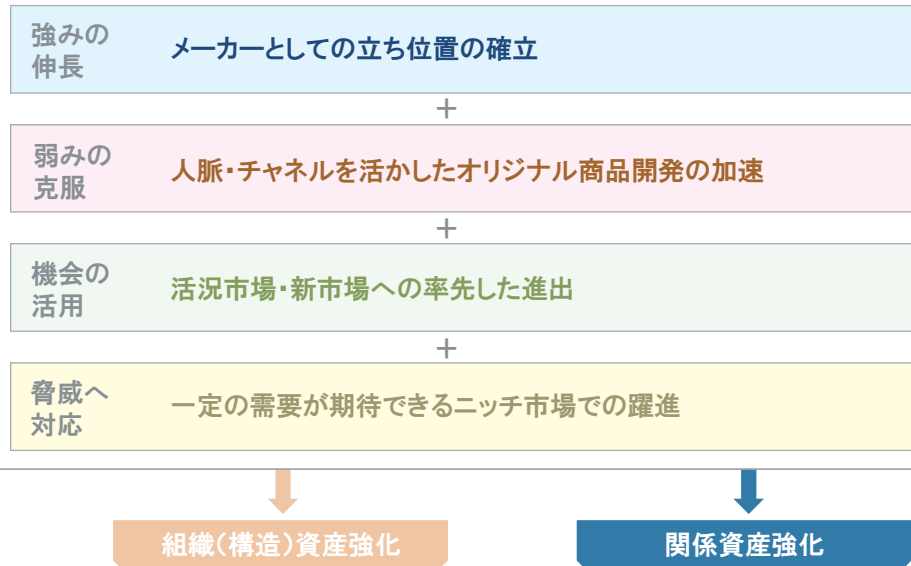 強みの
伸長
メーカーとしての立ち位置の確立
+
弱みの
克服
人脈・チャネルを活かしたオリジナル商品開発の加速
+
機会の
活用
活況市場・新市場への率先した進出
+
脅威へ
対応
一定の需要が期待できるニッチ市場での躍進
組織(構造)資産強化
関係資産強化